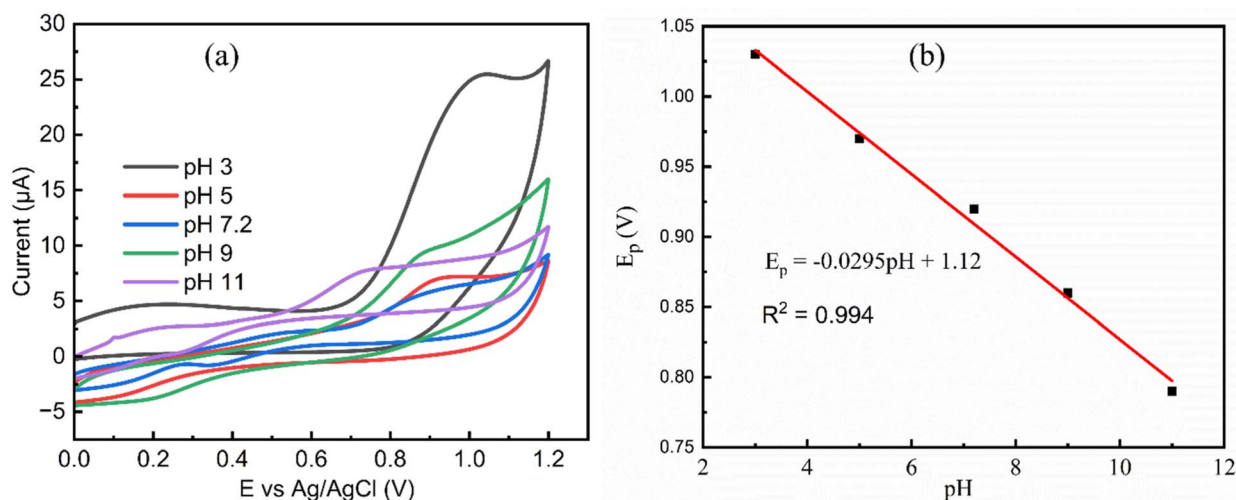 (a)
30
25
20
15
10
5
0
−5
Current (µA)
pH 3
pH 5
pH 7.2
pH 9
pH 11
0.0 0.2 0.4 0.6 0.8 1.0 1.2
E vs Ag/AgCl (V)
(b)
1.05
1.00
0.95
0.90
0.85
0.80
0.75
Eₚ (V)
Eₚ = -0.0295pH + 1.12
R² = 0.994
2 4 6 8 10 12
pH